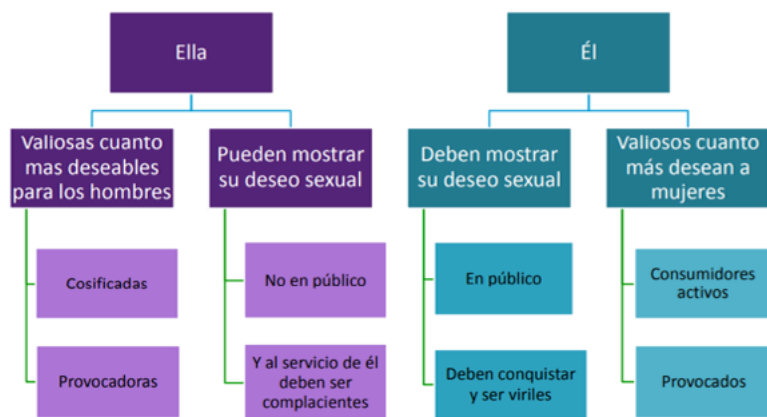 Ella
Valiosas cuanto
mas deseables
para los hombres
Cosificadas
Provocadoras
Pueden mostrar
su deseo sexual
No en público
Y al servicio de él
deben ser
complacientes
Él
Deben mostrar
su deseo sexual
En público
Deben conquistar
y ser viriles
Valiosos cuanto
más desean a
mujeres
Consumidores
activos
Provocados